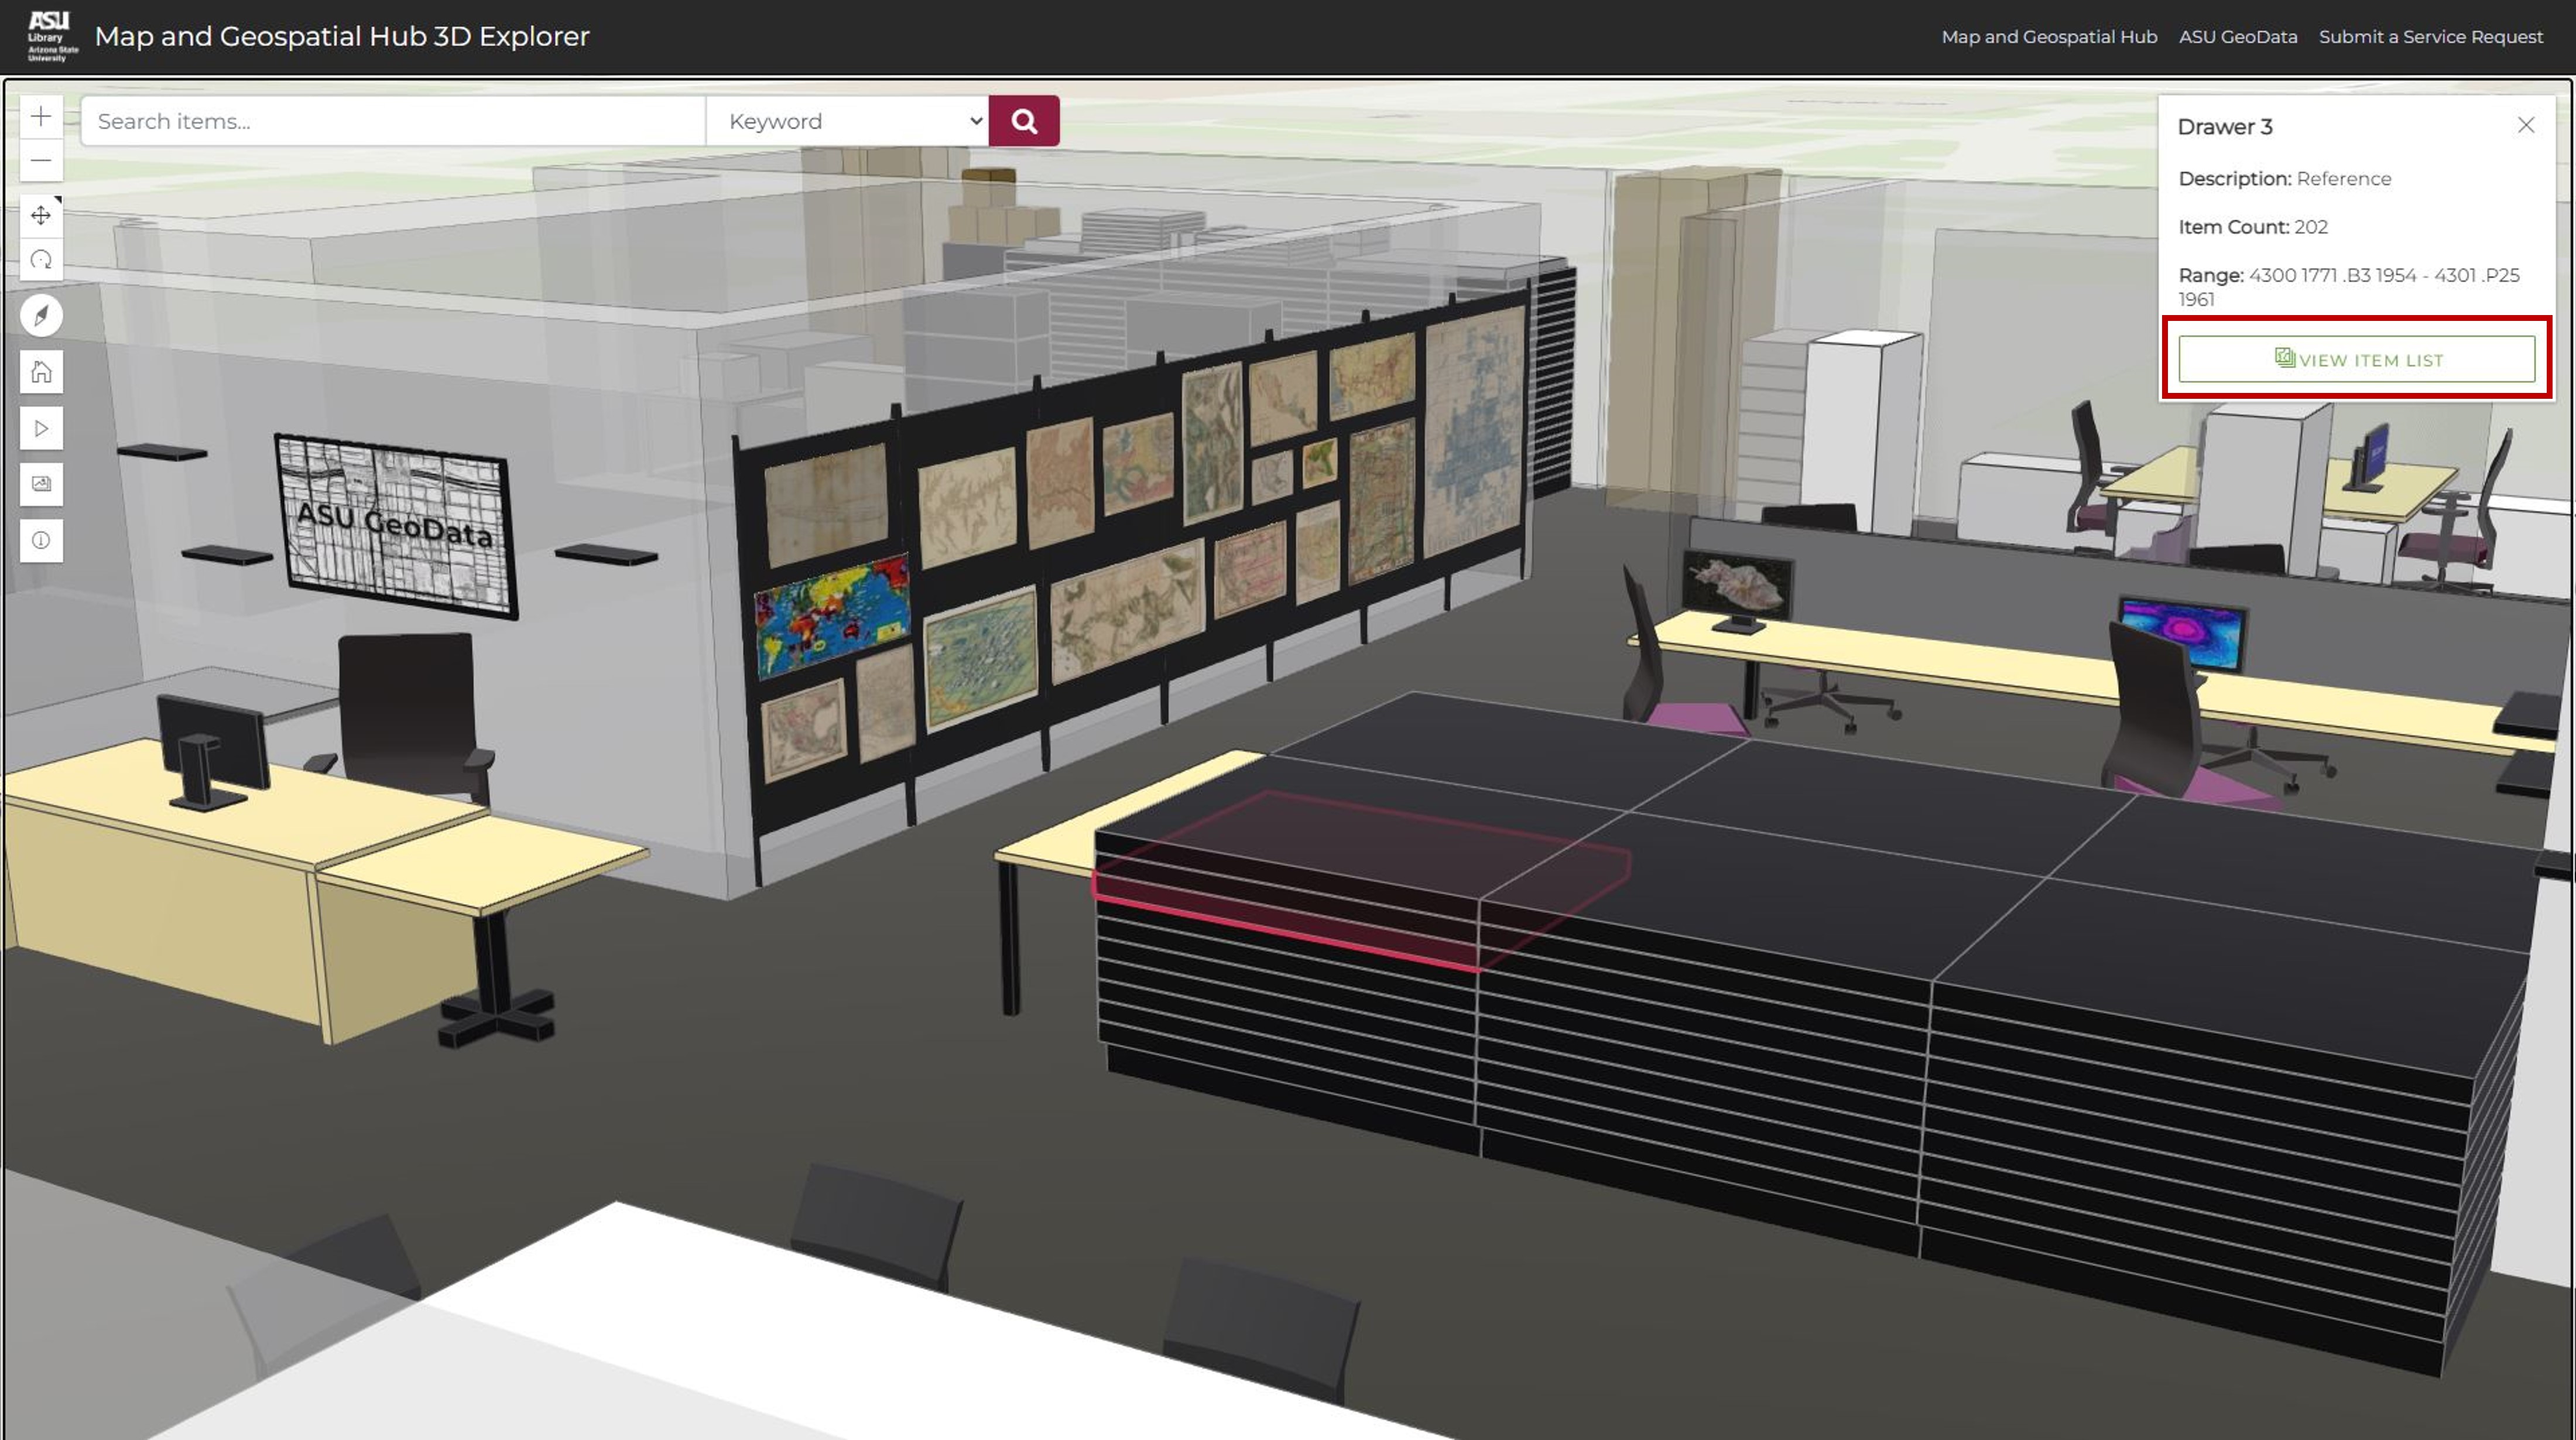 ASU
Library
Arizona State
University
Map and Geospatial Hub 3D Explorer
Map and Geospatial Hub
ASU GeoData
Submit a Service Request
Search items...
Keyword
Drawer 3
Description: Reference
Item Count: 202
Range: 4300 1771 .B3 1954 - 4301 .P25
1961
VIEW ITEM LIST
ASU GeoData